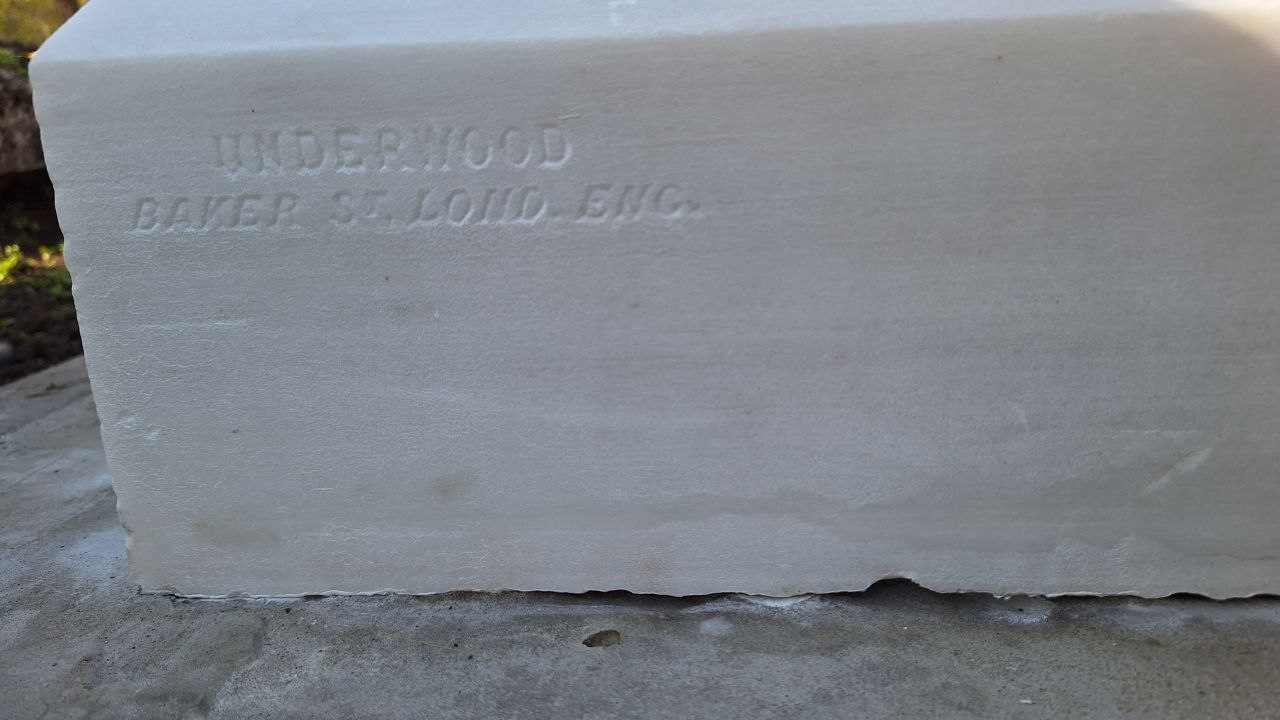 UNDERWOOD
BAKER ST, LOND. ENG.